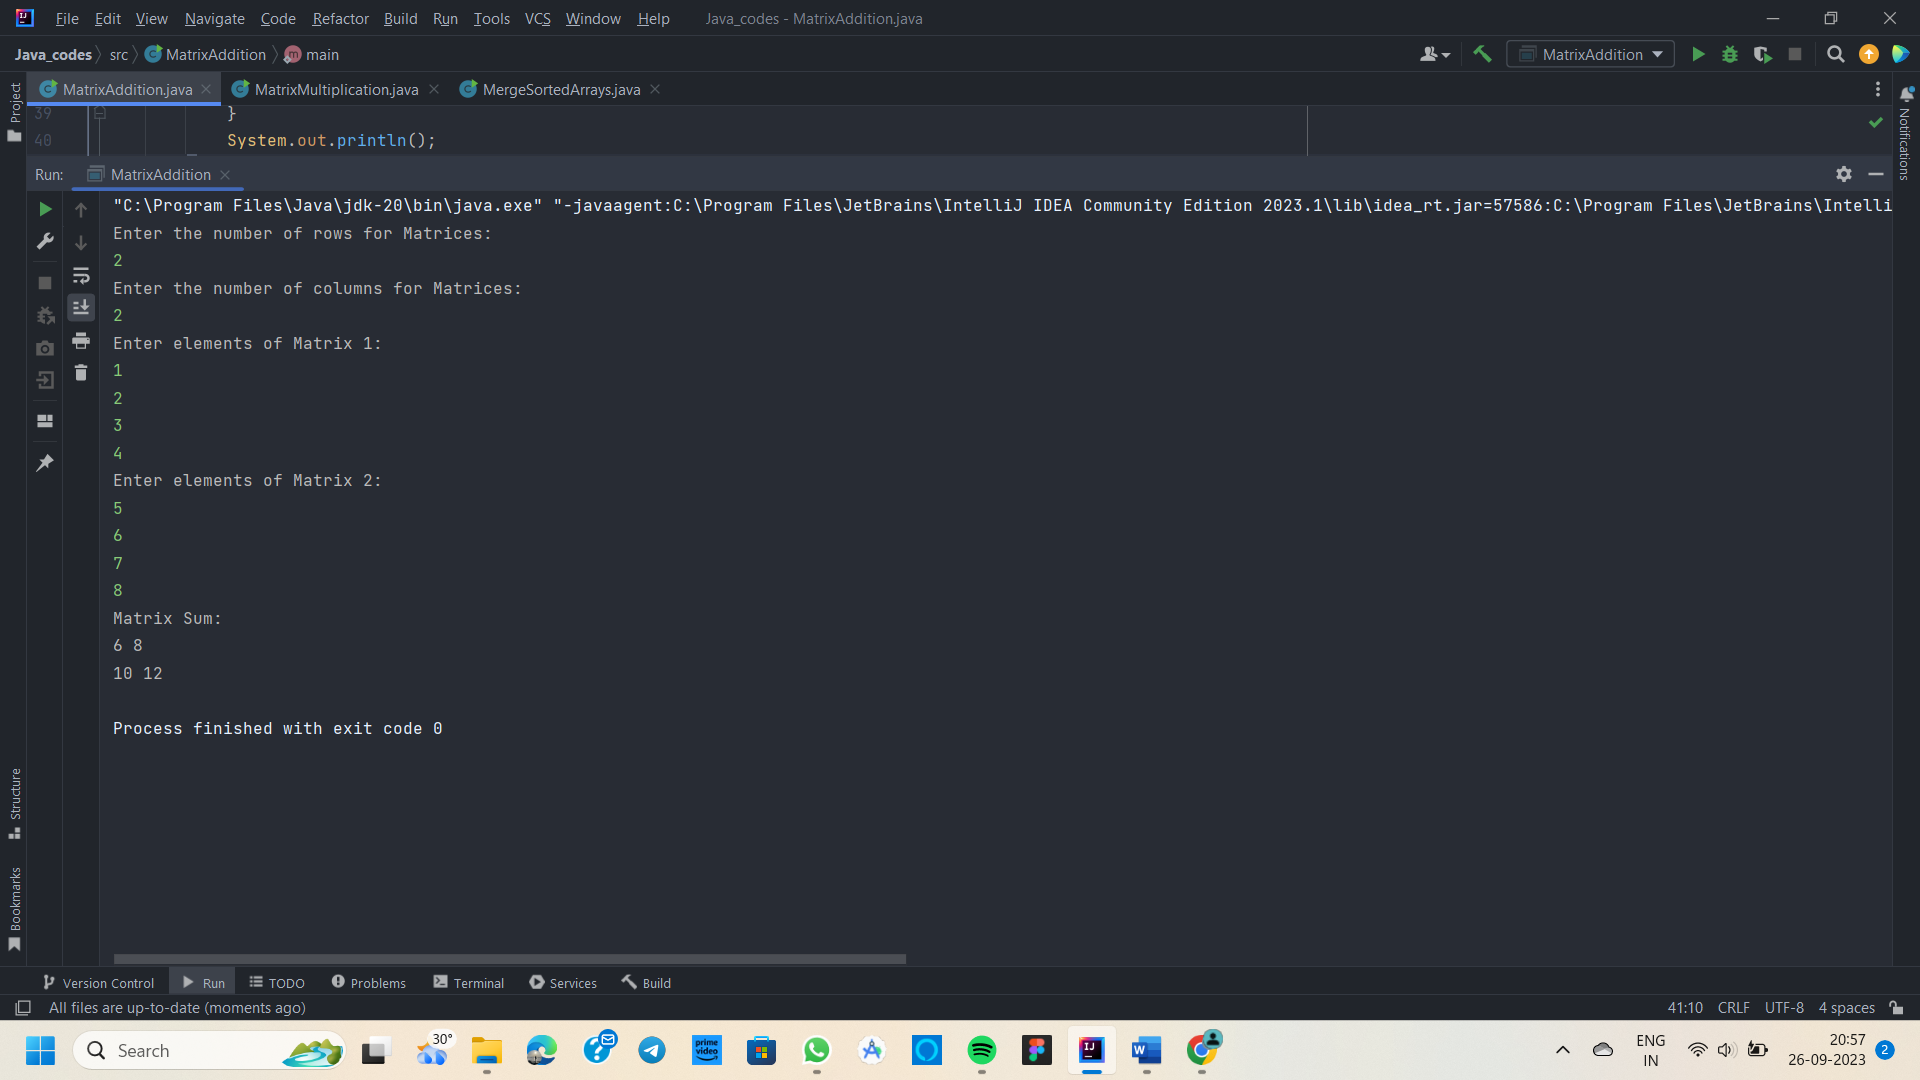 File Edit View Navigate Code Refactor Build Run Tools VCS Window Help Java_codes - MatrixAddition.java
Java_codes src MatrixAddition main MatrixAddition
MatrixAddition.java MatrixMultiplication.java MergeSortedArrays.java
39 }
40 System.out.println();
Run: MatrixAddition
"C:\Program Files\Java\jdk-20\bin\java.exe" "-javaagent:C:\Program Files\JetBrains\IntelliJ IDEA Community Edition 2023.1\lib\idea_rt.jar=57586:C:\Program Files\JetBrains\Intelli
Enter the number of rows for Matrices:
2
Enter the number of columns for Matrices:
2
Enter elements of Matrix 1:
1
2
3
4
Enter elements of Matrix 2:
5
6
7
8
Matrix Sum:
6 8
10 12
Process finished with exit code 0
Project
Structure
Bookmarks
Notifications
Version Control Run TODO Problems Terminal Services Build
All files are up-to-date (moments ago) 41:10 CRLF UTF-8 4 spaces
Search 30° prime video IJ W ENG IN 20:57 26-09-2023 2